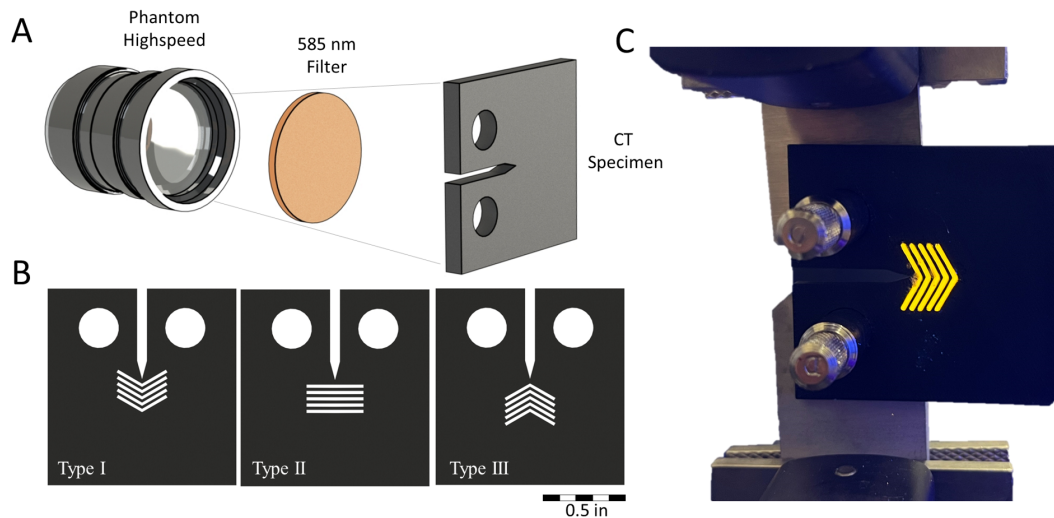 A
Phantom
Highspeed
585 nm
Filter
CT
Specimen
B
Type I
Type II
Type III
0.5 in
C